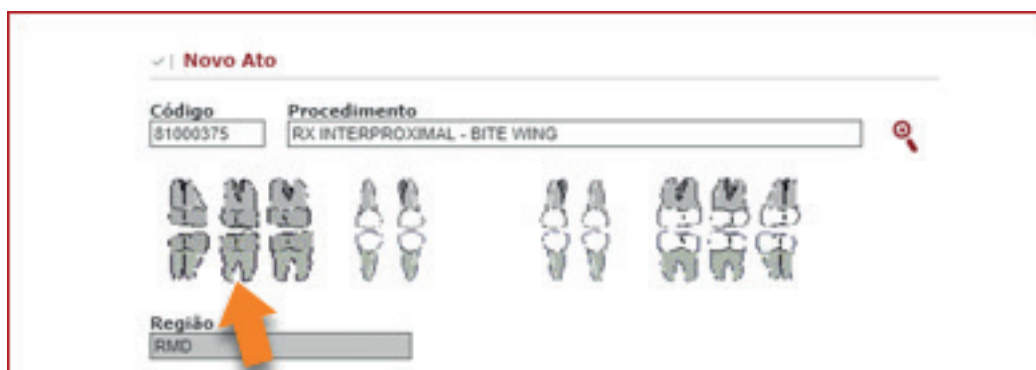 Novo Ato
Código Procedimento
81000375 RX INTERPROXIMAL - BITE WING
Região
RMD